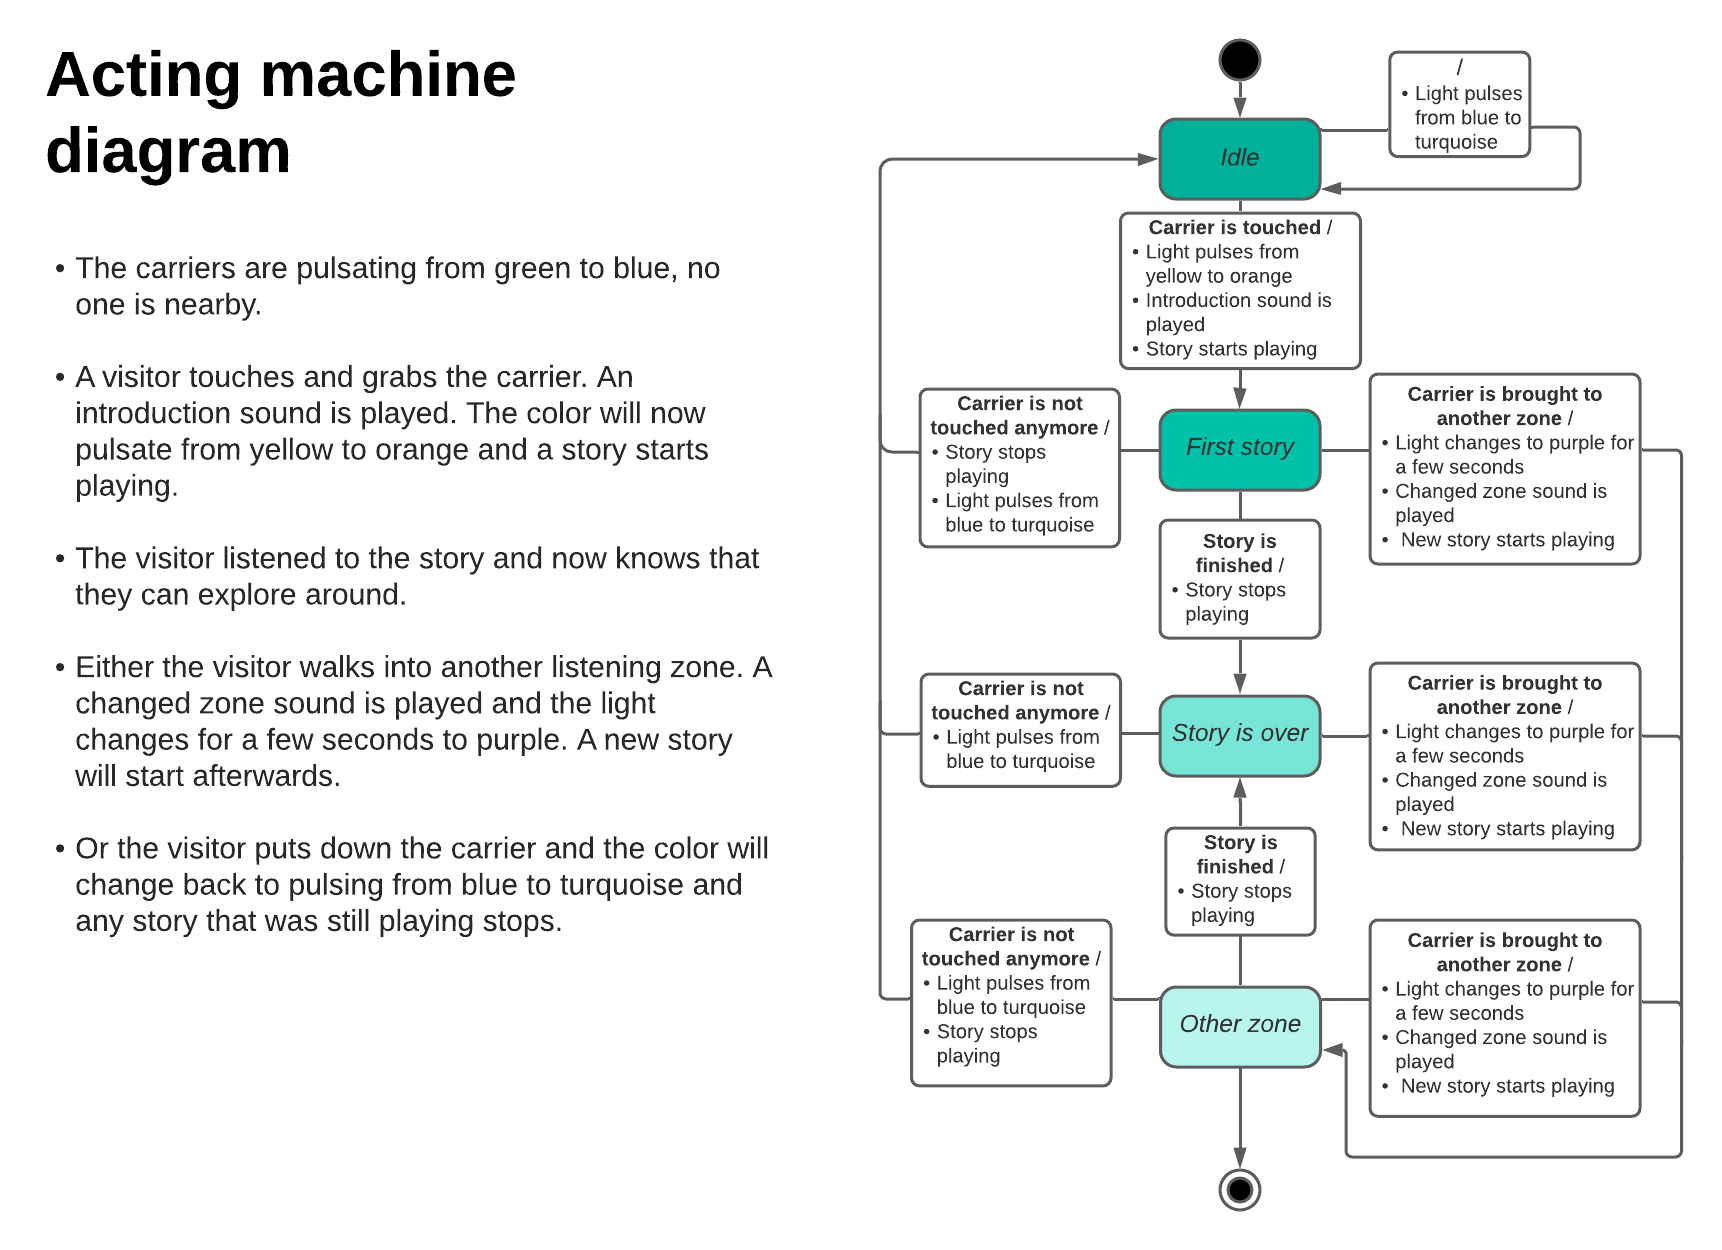 Acting machine
diagram
• The carriers are pulsating from green to blue, no
one is nearby.
• A visitor touches and grabs the carrier. An
introduction sound is played. The color will now
pulsate from yellow to orange and a story starts
playing.
• The visitor listened to the story and now knows that
they can explore around.
• Either the visitor walks into another listening zone. A
changed zone sound is played and the light
changes for a few seconds to purple. A new story
will start afterwards.
• Or the visitor puts down the carrier and the color will
change back to pulsing from blue to turquoise and
any story that was still playing stops.
/
• Light pulses
from blue to
turquoise
Idle
Carrier is touched /
• Light pulses from
yellow to orange
• Introduction sound is
played
• Story starts playing
Carrier is not
touched anymore /
• Story stops
playing
• Light pulses from
blue to turquoise
First story
Carrier is brought to
another zone /
• Light changes to purple for
a few seconds
• Changed zone sound is
played
• New story starts playing
Story is
finished /
• Story stops
playing
Carrier is not
touched anymore /
• Light pulses from
blue to turquoise
Story is over
Carrier is brought to
another zone /
• Light changes to purple for
a few seconds
• Changed zone sound is
played
• New story starts playing
Story is
finished /
• Story stops
playing
Carrier is not
touched anymore /
• Light pulses from
blue to turquoise
• Story stops
playing
Other zone
Carrier is brought to
another zone /
• Light changes to purple for
a few seconds
• Changed zone sound is
played
• New story starts playing